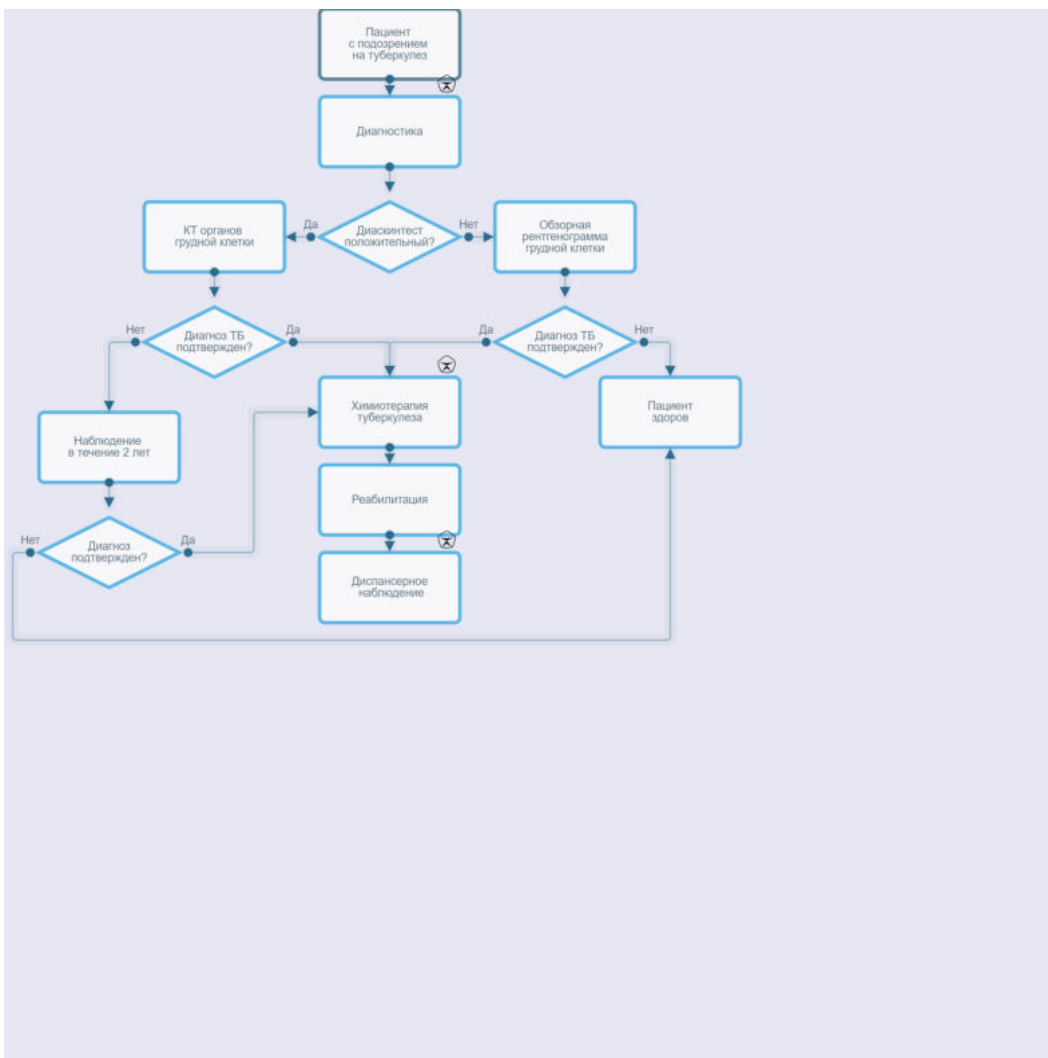 Пациент
с подозрением
на туберкулез
Диагностика
КТ органов
грудной клетки
Да
Диаскинтест
положительный?
Нет
Обзорная
рентгенограмма
грудной клетки
Нет
Диагноз ТБ
подтвержден?
Да
Да
Диагноз ТБ
подтвержден?
Нет
Химиотерапия
туберкулеза
Пациент
здоров
Наблюдение
в течение 2 лет
Реабилитация
Нет
Диагноз
подтвержден?
Да
Диспансерное
наблюдение